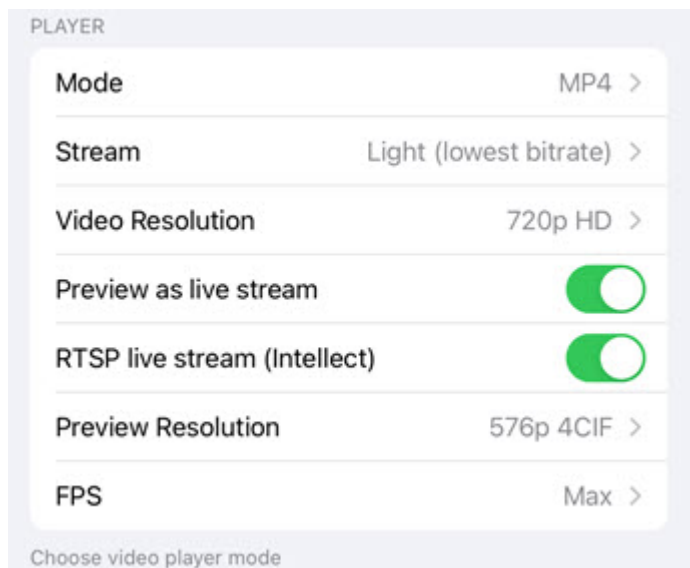 PLAYER
Mode MP4
Stream Light (lowest bitrate)
Video Resolution 720p HD
Preview as live stream
RTSP live stream (Intellect)
Preview Resolution 576p 4CIF
FPS Max
Choose video player mode